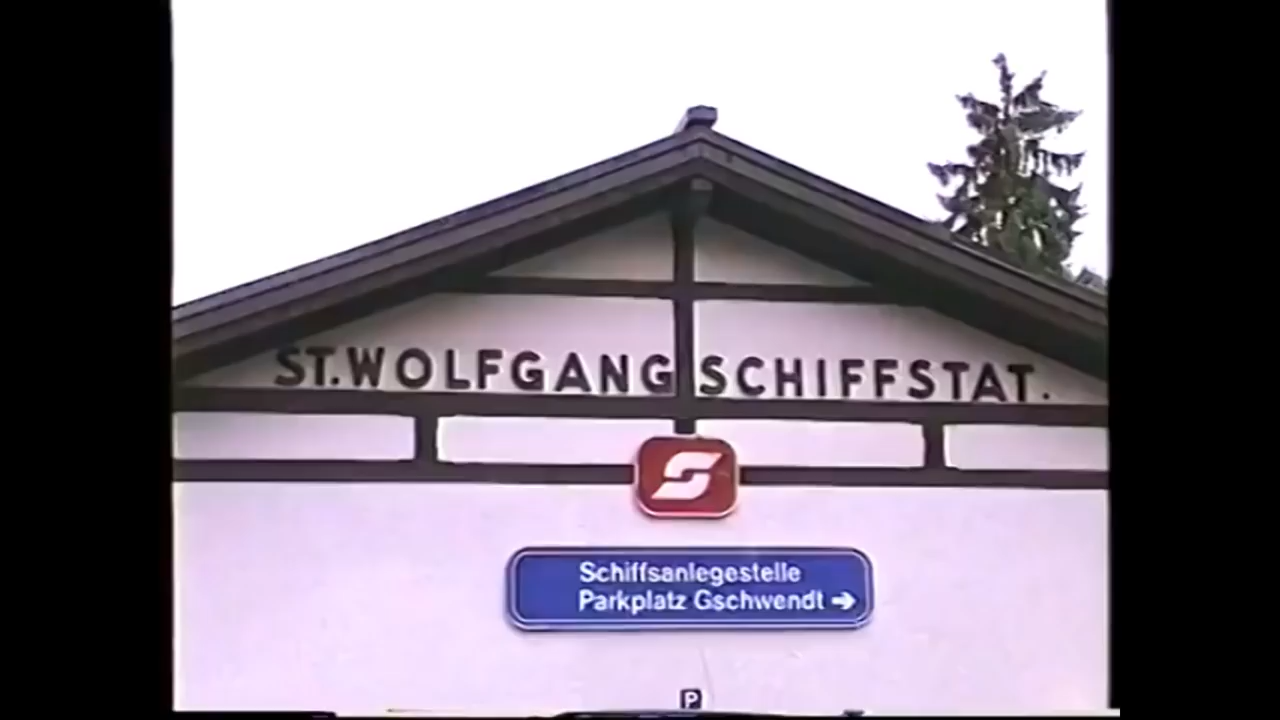 ST. WOLFGANG SCHIFFSTAT.
Schiffsanlegestelle
Parkplatz Gschwendt →
P